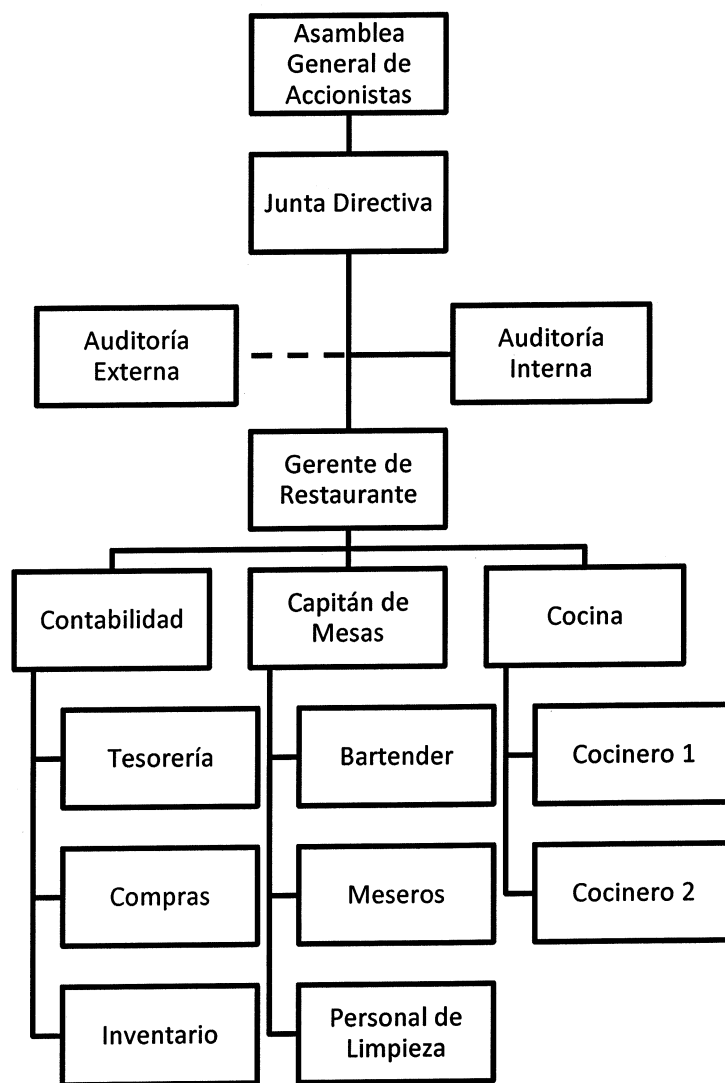 Asamblea
General de
Accionistas
Junta Directiva
Auditoría
Externa
Auditoría
Interna
Gerente de
Restaurante
Contabilidad
Capitán de
Mesas
Cocina
Tesorería
Bartender
Cocinero 1
Compras
Meseros
Cocinero 2
Inventario
Personal de
Limpieza